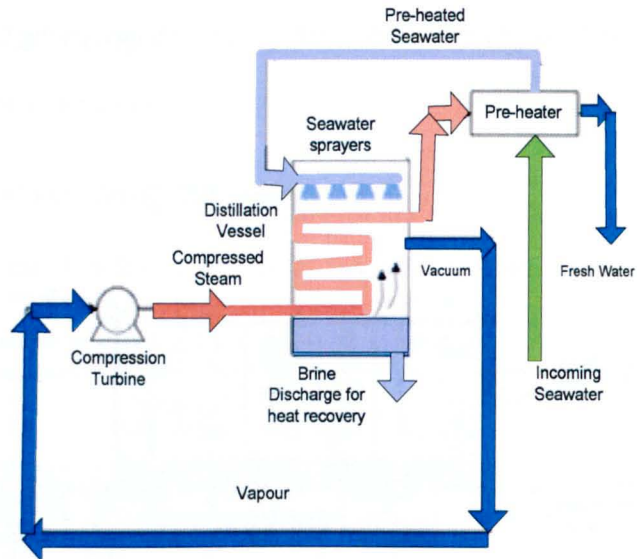 Pre-heated
Seawater
Pre-heater
Seawater
sprayers
Distillation
Vessel
Compressed
Steam
Vacuum
Fresh Water
Compression
Turbine
Brine
Discharge for
heat recovery
Incoming
Seawater
Vapour